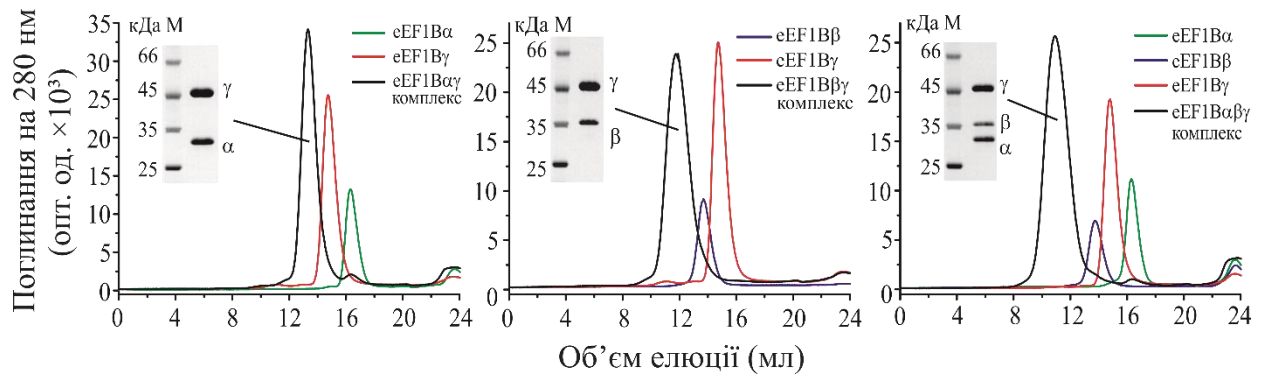 Поглинання на 280 нм
(опт. од. ×10³)
35
30
25
20
15
10
5
0
0 4 8 12 16 20 24
кДа M
66
45
35
25
γ
α
eEF1Bα
eEF1Bγ
eEF1Bαγ
комплекс
25
20
15
10
5
0
0 4 8 12 16 20 24
кДа M
66
45
35
25
γ
β
eEF1Bβ
eEF1Bγ
eEF1Bβγ
комплекс
25
20
15
10
5
0
0 4 8 12 16 20 24
кДа M
66
45
35
25
γ
β
α
eEF1Bα
eEF1Bβ
eEF1Bγ
eEF1Bαβγ
комплекс
Об’єм елюції (мл)